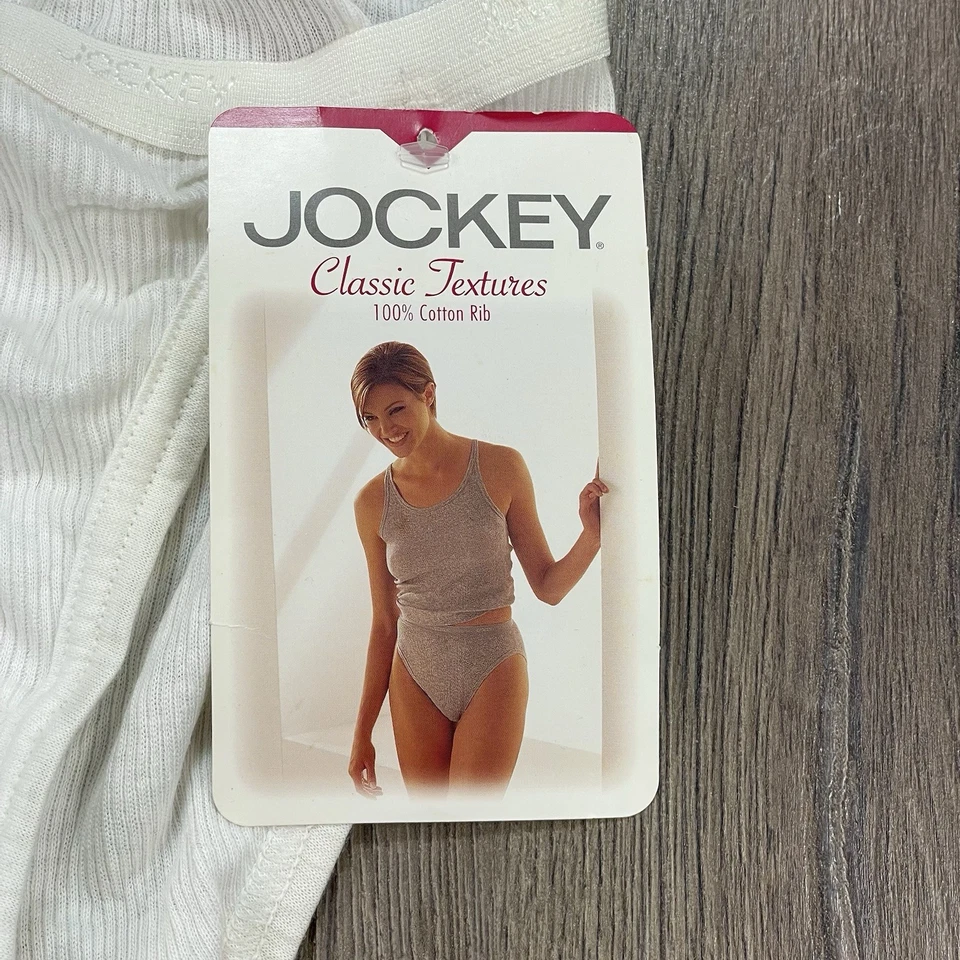 JOCKEY
JOCKEY®
Classic Textures
100% Cotton Rib